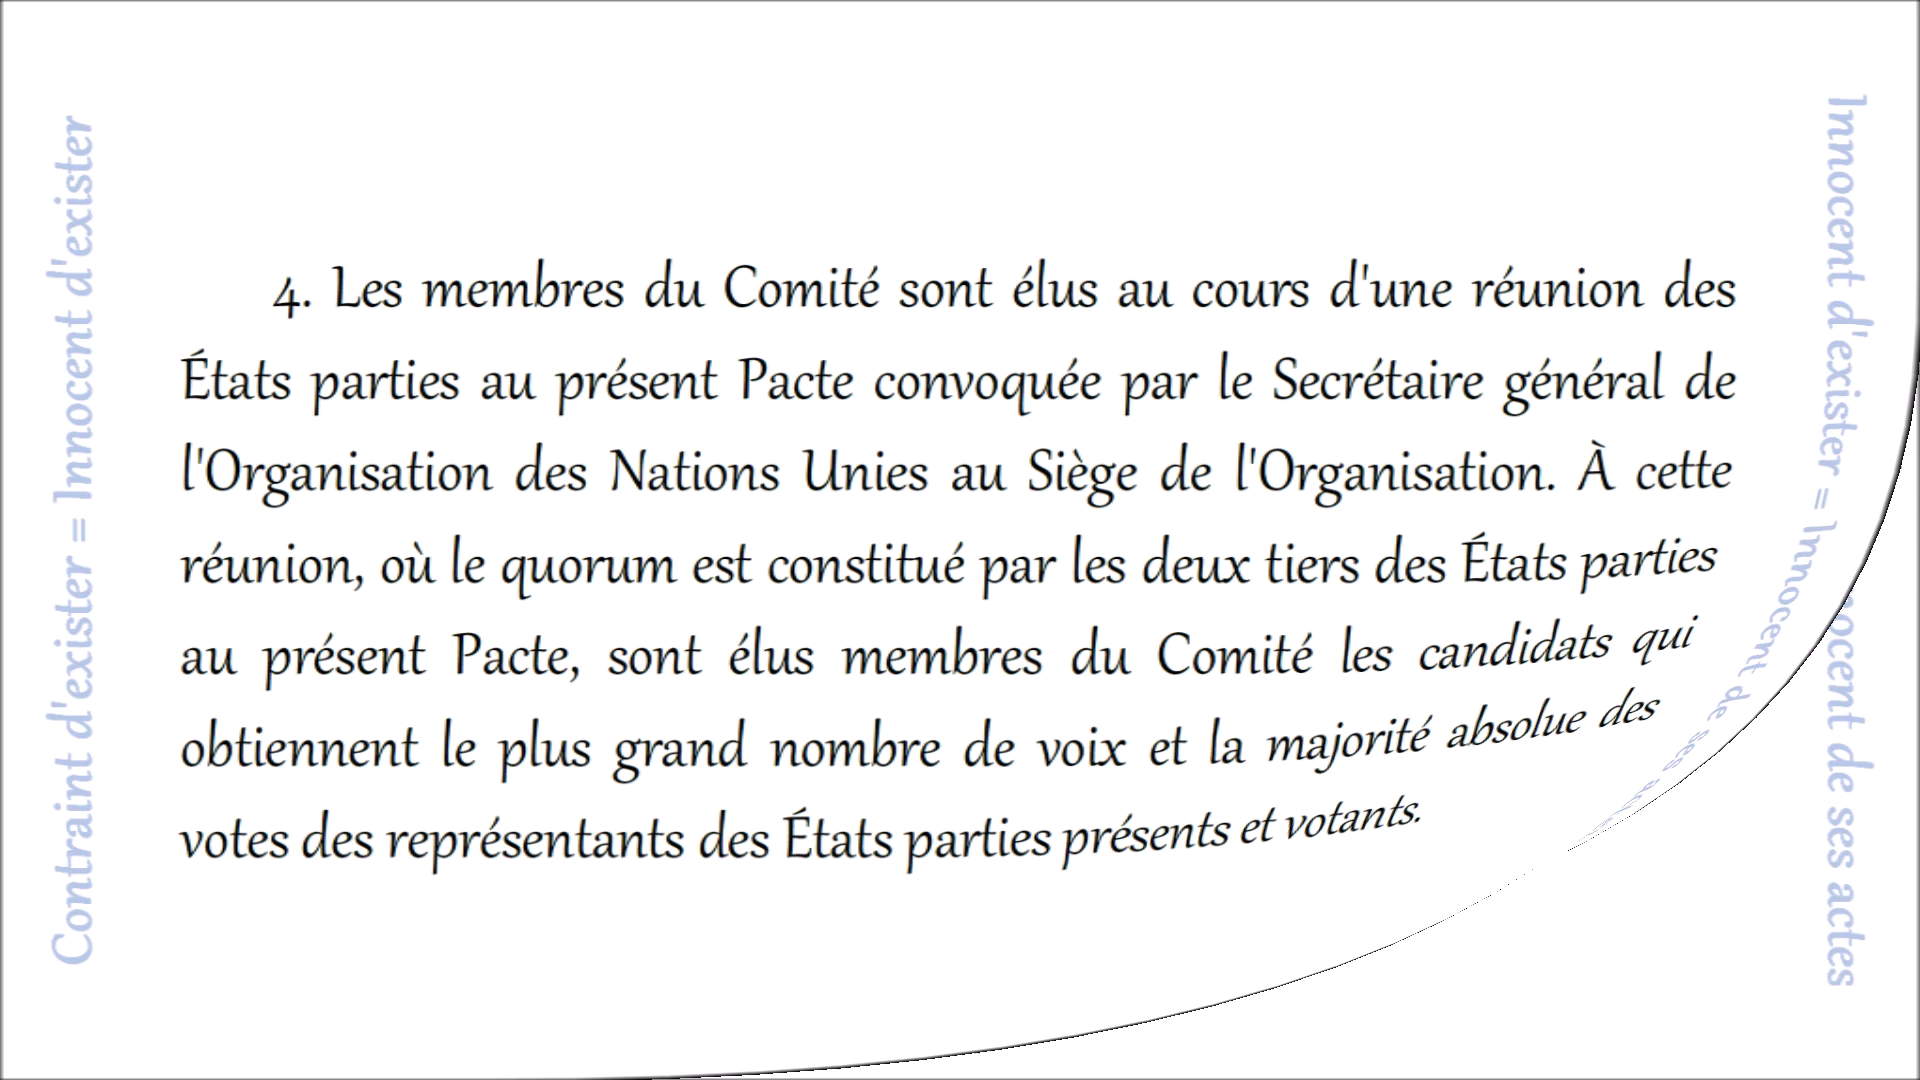 Contraint d'exister = Innocent d'exister
4. Les membres du Comité sont élus au cours d'une réunion des
États parties au présent Pacte convoquée par le Secrétaire général de
l'Organisation des Nations Unies au Siège de l'Organisation. À cette
réunion, où le quorum est constitué par les deux tiers des États parties
au présent Pacte, sont élus membres du Comité les candidats qui
obtiennent le plus grand nombre de voix et la majorité absolue des
votes des représentants des États parties présents et votants.
Innocent d'exister = Innocent de ses
de ses actes